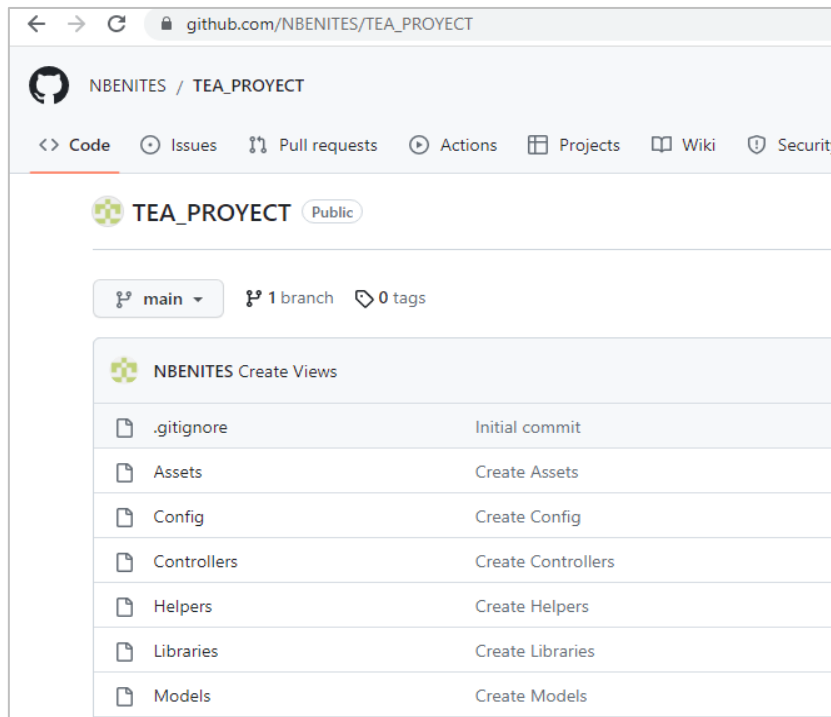 github.com/NBENITES/TEA_PROYECT
NBENITES / TEA_PROYECT
<> Code Issues Pull requests Actions Projects Wiki Security
TEA_PROYECT Public
main 1 branch 0 tags
NBENITES Create Views
.gitignore Initial commit
Assets Create Assets
Config Create Config
Controllers Create Controllers
Helpers Create Helpers
Libraries Create Libraries
Models Create Models